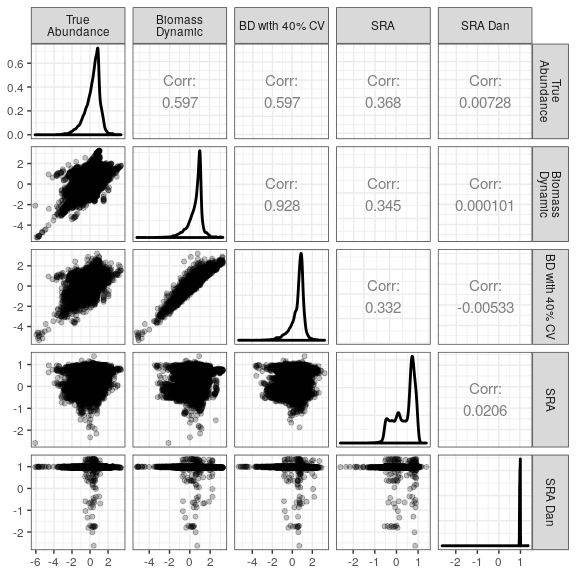 True
Abundance
Biomass
Dynamic
BD with 40% CV
SRA
SRA Dan
0.6
0.4
0.2
0.0
Corr:
0.597
Corr:
0.597
Corr:
0.368
Corr:
0.00728
True
Abundance
2
0
-2
-4
Corr:
0.928
Corr:
0.345
Corr:
0.000101
Biomass
Dynamic
2
0
-2
-4
Corr:
0.332
Corr:
-0.00533
BD with 40% CV
1
0
-1
-2
Corr:
0.0206
SRA
1
0
-1
-2
SRA Dan
-6 -4 -2 0 2
-4 -2 0 2
-4 -2 0 2
-2 -1 0 1
-2 -1 0 1